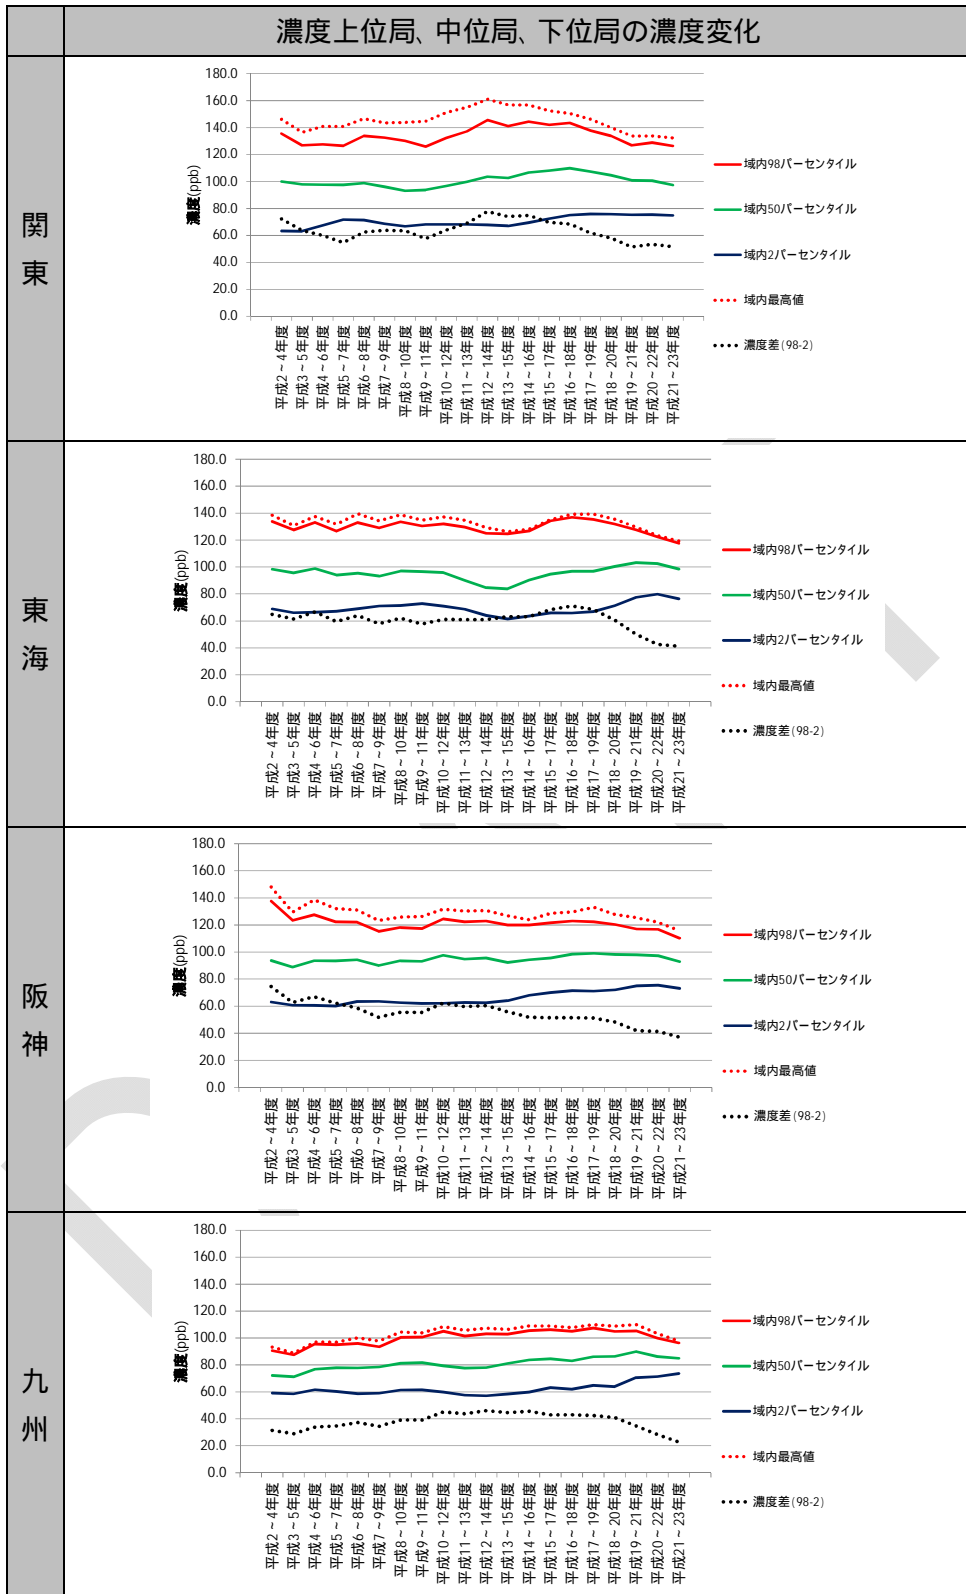 濃度上位局、中位局、下位局の濃度変化
関東
180.0
160.0
140.0
120.0
100.0
80.0
60.0
40.0
20.0
0.0
濃度(ppb)
平成2～4年度
平成3～5年度
平成4～6年度
平成5～7年度
平成6～8年度
平成7～9年度
平成8～10年度
平成9～11年度
平成10～12年度
平成11～13年度
平成12～14年度
平成13～15年度
平成14～16年度
平成15～17年度
平成16～18年度
平成17～19年度
平成18～20年度
平成19～21年度
平成20～22年度
平成21～23年度
域内98パーセンタイル
域内50パーセンタイル
域内2パーセンタイル
域内最高値
濃度差(98-2)
東海
180.0
160.0
140.0
120.0
100.0
80.0
60.0
40.0
20.0
0.0
濃度(ppb)
平成2～4年度
平成3～5年度
平成4～6年度
平成5～7年度
平成6～8年度
平成7～9年度
平成8～10年度
平成9～11年度
平成10～12年度
平成11～13年度
平成12～14年度
平成13～15年度
平成14～16年度
平成15～17年度
平成16～18年度
平成17～19年度
平成18～20年度
平成19～21年度
平成20～22年度
平成21～23年度
域内98パーセンタイル
域内50パーセンタイル
域内2パーセンタイル
域内最高値
濃度差(98-2)
阪神
180.0
160.0
140.0
120.0
100.0
80.0
60.0
40.0
20.0
0.0
濃度(ppb)
平成2～4年度
平成3～5年度
平成4～6年度
平成5～7年度
平成6～8年度
平成7～9年度
平成8～10年度
平成9～11年度
平成10～12年度
平成11～13年度
平成12～14年度
平成13～15年度
平成14～16年度
平成15～17年度
平成16～18年度
平成17～19年度
平成18～20年度
平成19～21年度
平成20～22年度
平成21～23年度
域内98パーセンタイル
域内50パーセンタイル
域内2パーセンタイル
域内最高値
濃度差(98-2)
九州
180.0
160.0
140.0
120.0
100.0
80.0
60.0
40.0
20.0
0.0
濃度(ppb)
平成2～4年度
平成3～5年度
平成4～6年度
平成5～7年度
平成6～8年度
平成7～9年度
平成8～10年度
平成9～11年度
平成10～12年度
平成11～13年度
平成12～14年度
平成13～15年度
平成14～16年度
平成15～17年度
平成16～18年度
平成17～19年度
平成18～20年度
平成19～21年度
平成20～22年度
平成21～23年度
域内98パーセンタイル
域内50パーセンタイル
域内2パーセンタイル
域内最高値
濃度差(98-2)